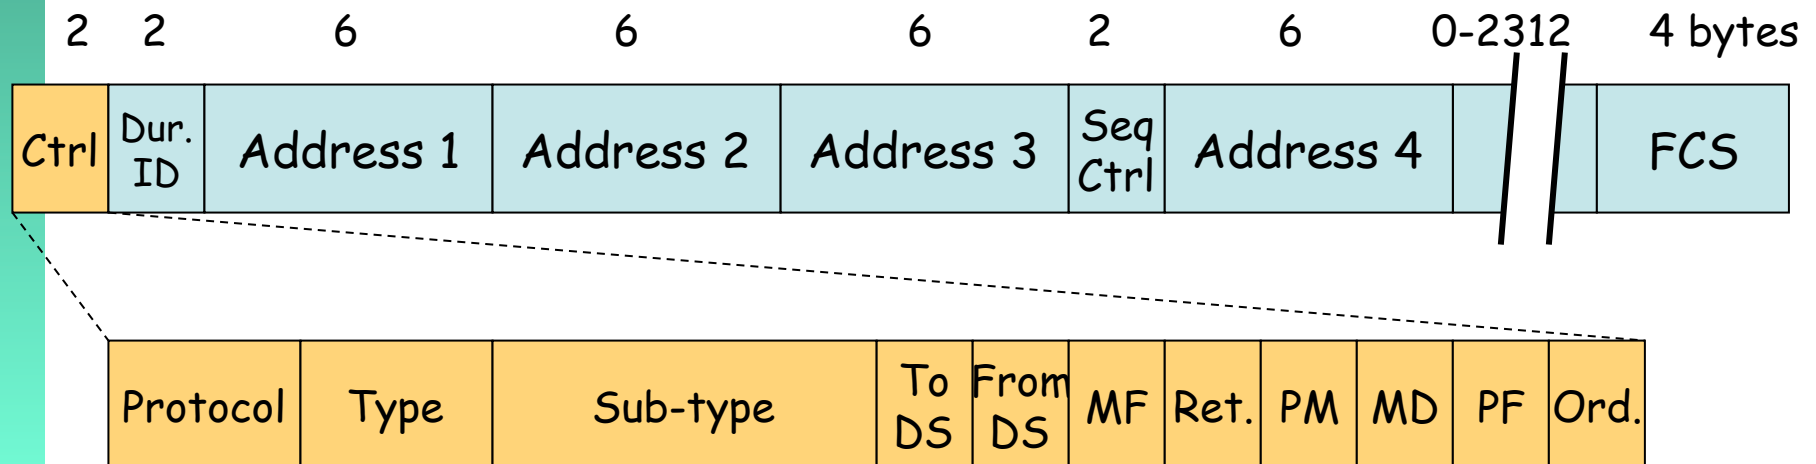 2 2 6 6 6 2 6 0-2312 4 bytes
Ctrl Dur. ID Address 1 Address 2 Address 3 Seq Ctrl Address 4 FCS
Protocol Type Sub-type To DS From DS MF Ret. PM MD PF Ord.